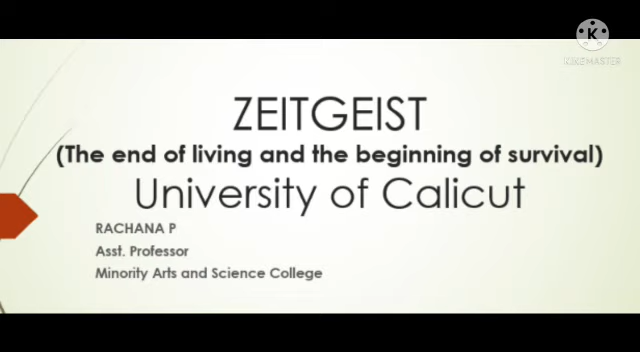 K
KINEMASTER
ZEITGEIST
(The end of living and the beginning of survival)
University of Calicut
RACHANA P
Asst. Professor
Minority Arts and Science College